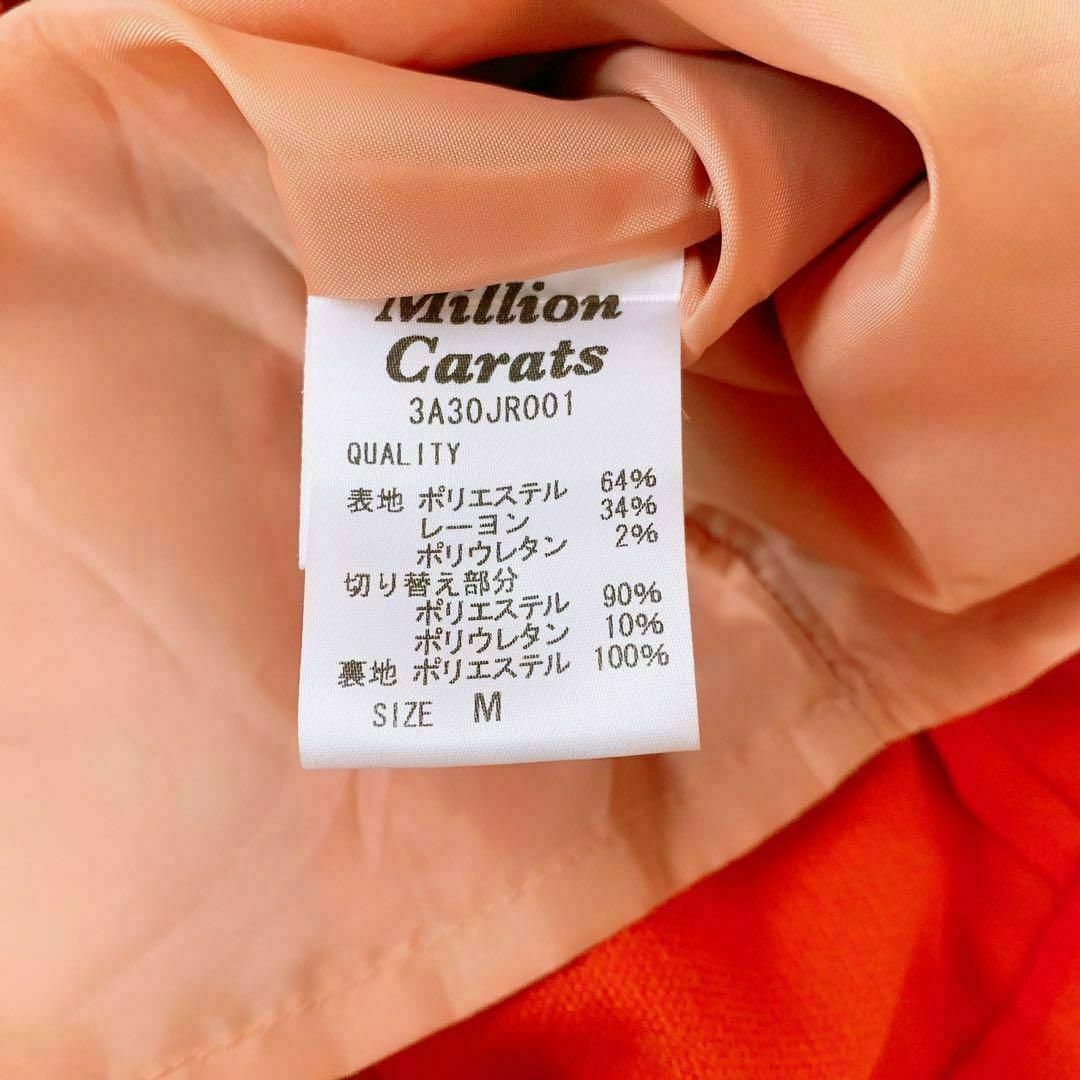 Million
Carats
3A30JR001
QUALITY
表地 ポリエステル 64%
レーヨン 34%
ポリウレタン 2%
切り替え部分
ポリエステル 90%
ポリウレタン 10%
裏地 ポリエステル 100%
SIZE M